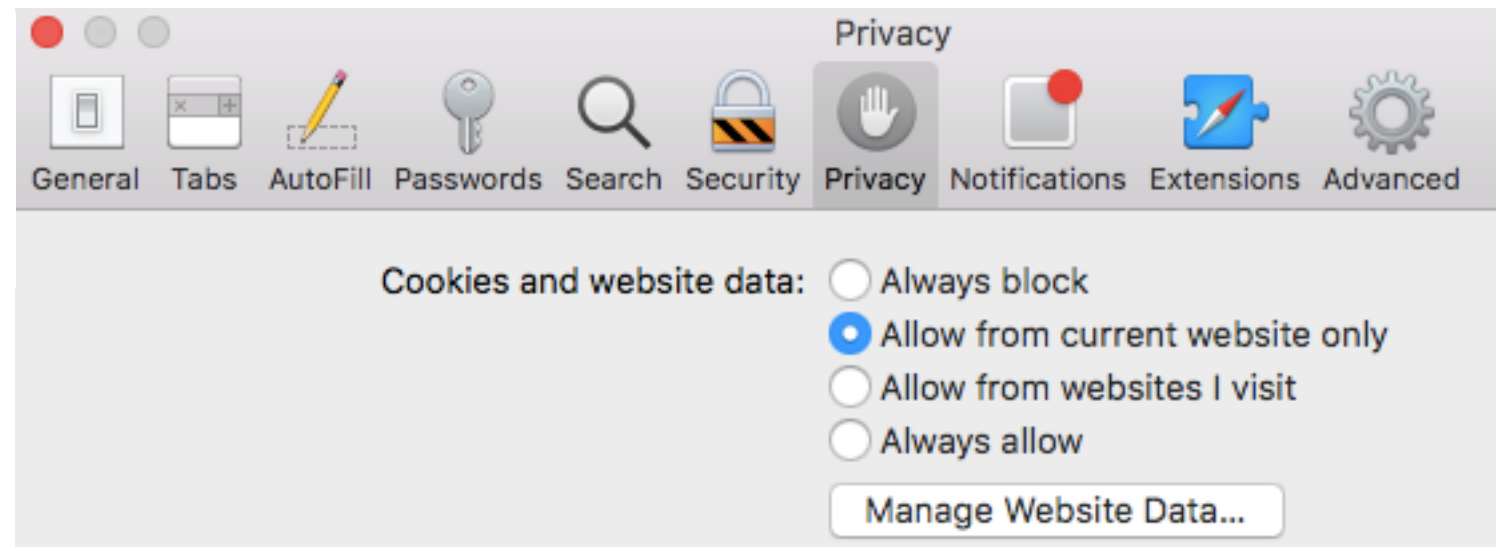 Privacy
General Tabs AutoFill Passwords Search Security Privacy Notifications Extensions Advanced
Cookies and website data: Always block
Allow from current website only
Allow from websites I visit
Always allow
Manage Website Data...